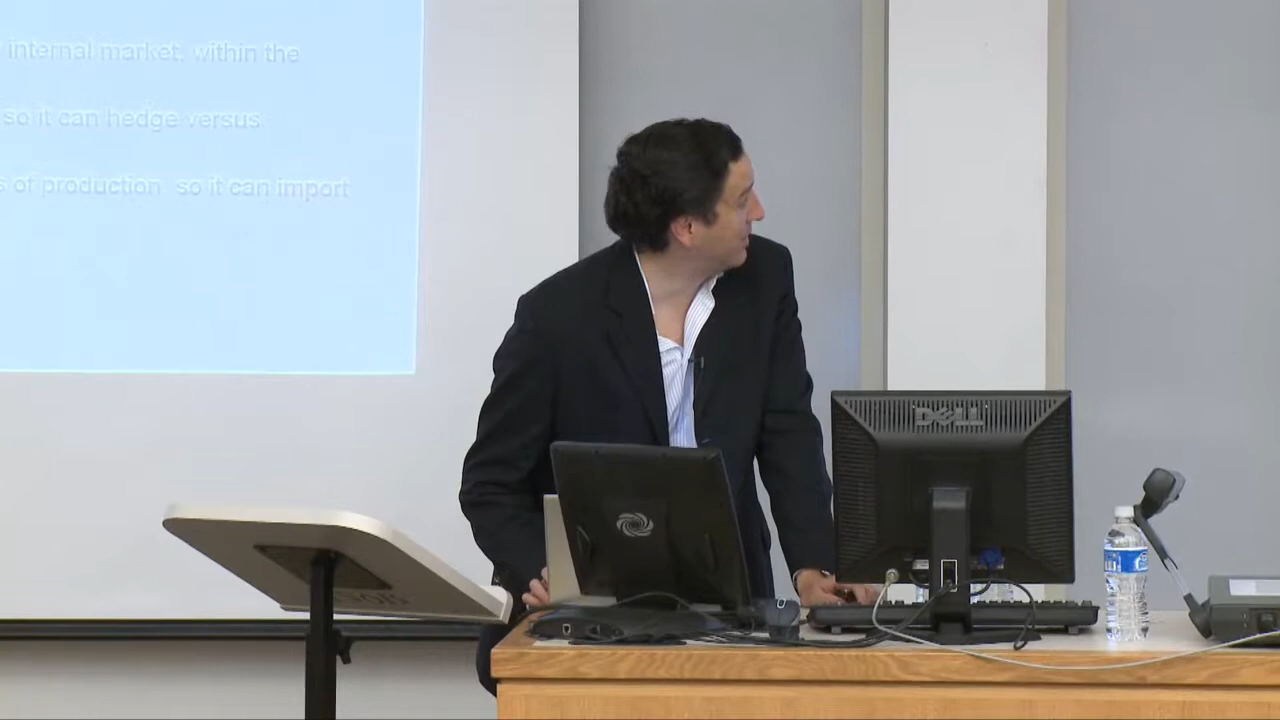 internal market, within the
so it can hedge versus
s of production so it can import
DELL